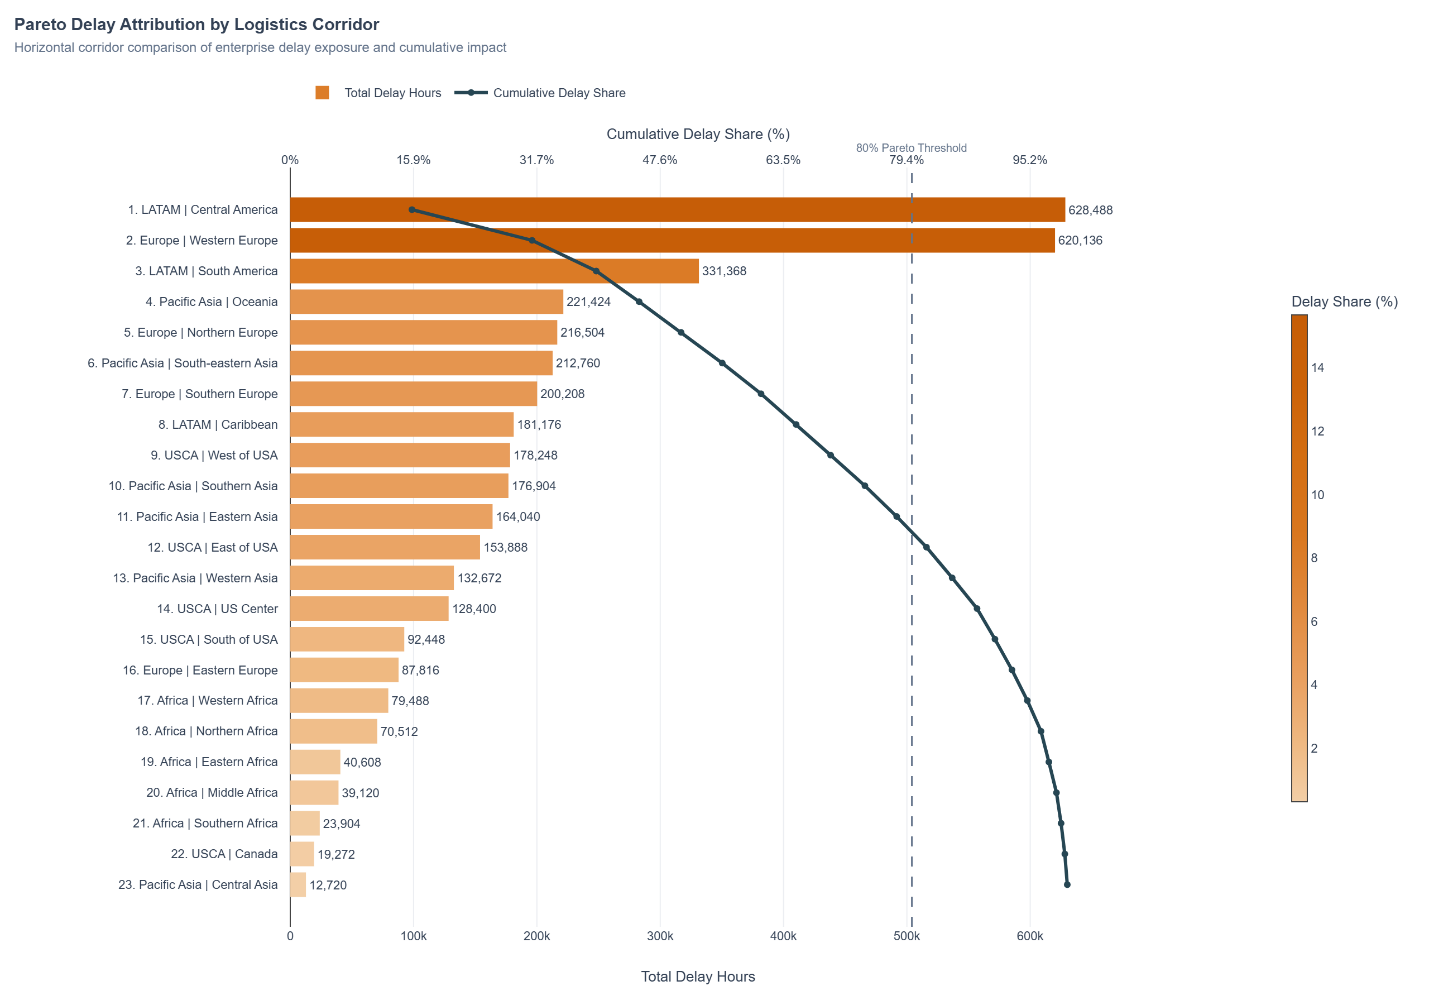 Pareto Delay Attribution by Logistics Corridor
Horizontal corridor comparison of enterprise delay exposure and cumulative impact
Total Delay Hours
Cumulative Delay Share
Cumulative Delay Share (%)
80% Pareto Threshold
0% 15.9% 31.7% 47.6% 63.5% 79.4% 95.2%
1. LATAM | Central America 628,488
2. Europe | Western Europe 620,136
3. LATAM | South America 331,368
4. Pacific Asia | Oceania 221,424
5. Europe | Northern Europe 216,504
6. Pacific Asia | South-eastern Asia 212,760
7. Europe | Southern Europe 200,208
8. LATAM | Caribbean 181,176
9. USCA | West of USA 178,248
10. Pacific Asia | Southern Asia 176,904
11. Pacific Asia | Eastern Asia 164,040
12. USCA | East of USA 153,888
13. Pacific Asia | Western Asia 132,672
14. USCA | US Center 128,400
15. USCA | South of USA 92,448
16. Europe | Eastern Europe 87,816
17. Africa | Western Africa 79,488
18. Africa | Northern Africa 70,512
19. Africa | Eastern Africa 40,608
20. Africa | Middle Africa 39,120
21. Africa | Southern Africa 23,904
22. USCA | Canada 19,272
23. Pacific Asia | Central Asia 12,720
0 100k 200k 300k 400k 500k 600k
Total Delay Hours
Delay Share (%)
14
12
10
8
6
4
2